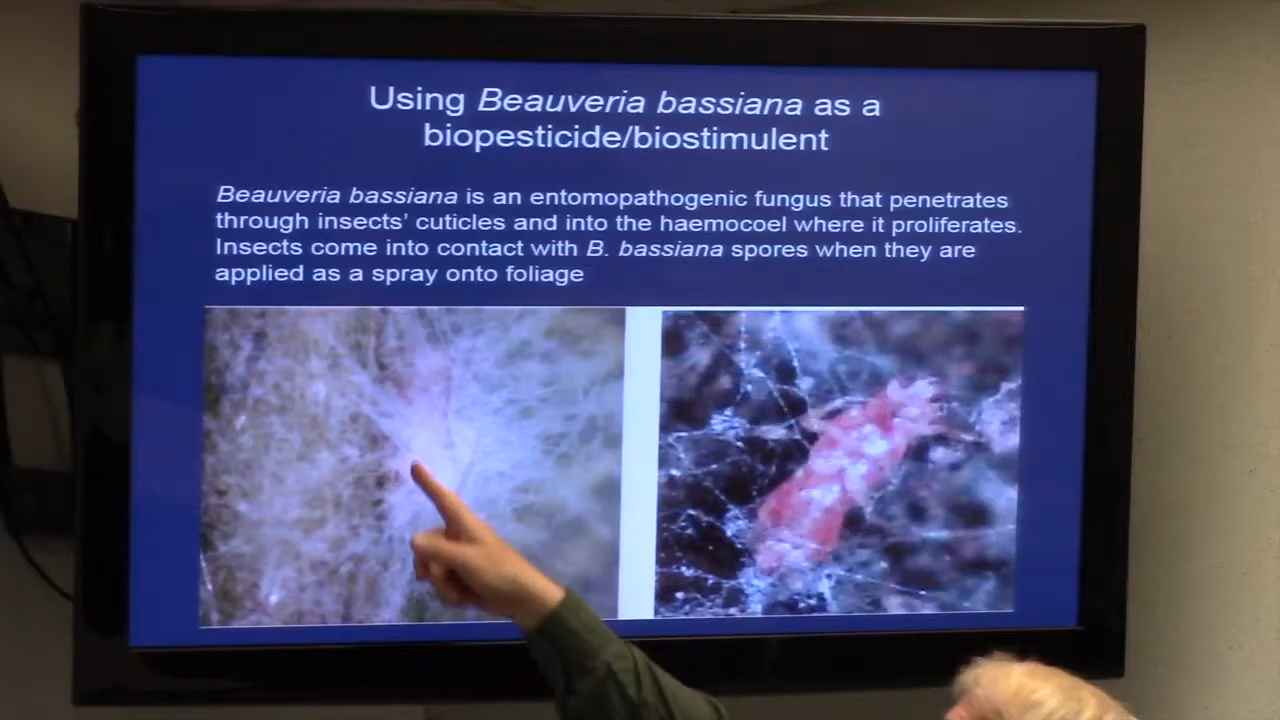 Using Beauveria bassiana as a
biopesticide/biostimulent
Beauveria bassiana is an entomopathogenic fungus that penetrates
through insects' cuticles and into the haemocoel where it proliferates.
Insects come into contact with B. bassiana spores when they are
applied as a spray onto foliage